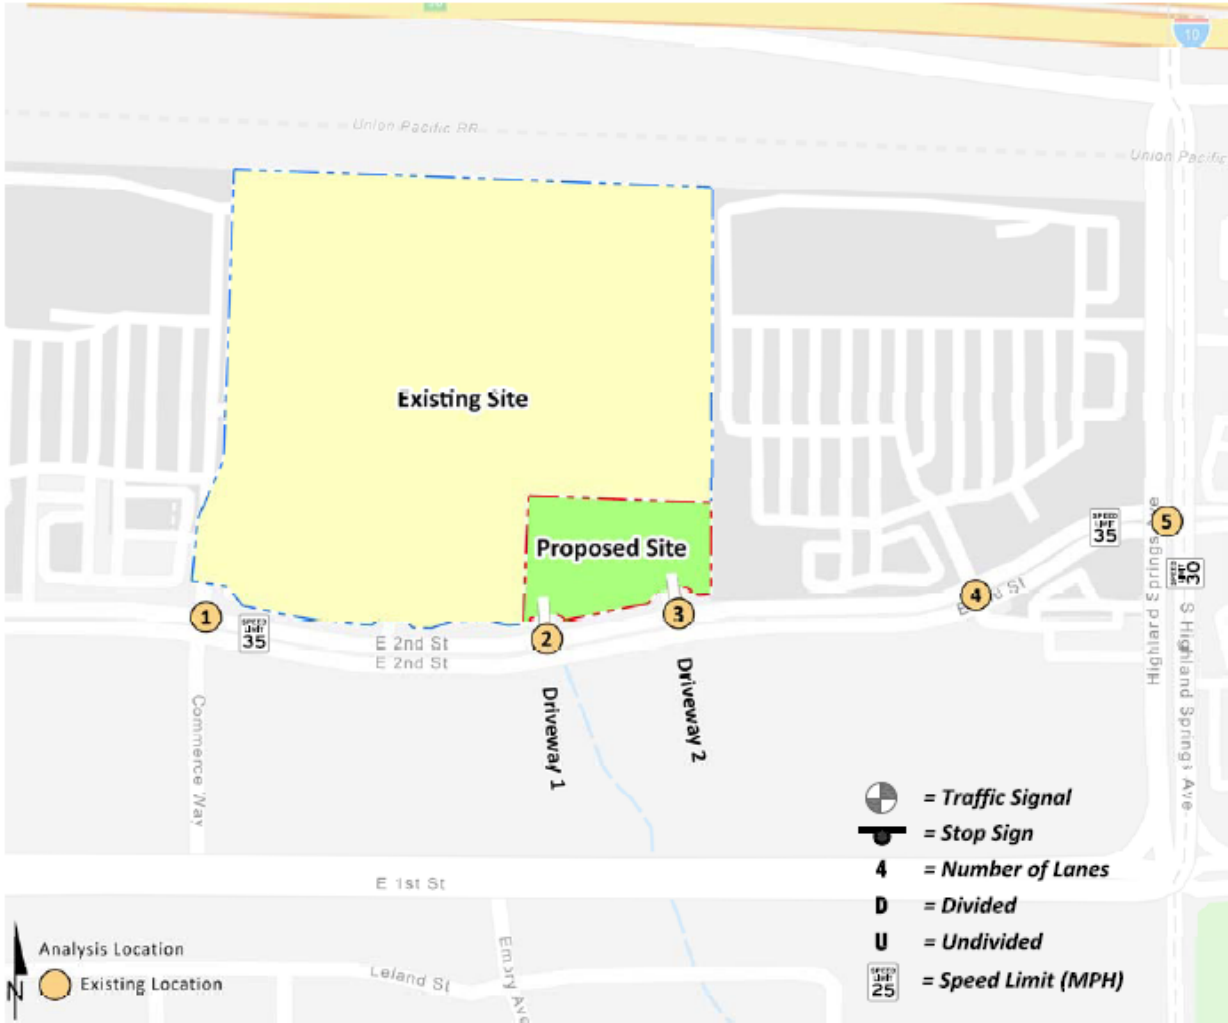 10
Union Pacific RR
Union Pacific
Existing Site
Proposed Site
SPEED
LIMIT
35
5
SPEED
LIMIT
30
4
1
SPEED
LIMIT
35
2
3
E 2nd St
E 2nd St
Highland Springs Ave
S Highland Springs Ave
Commerce Way
Driveway 1
Driveway 2
E 1st St
Emory Ave
Leland St
= Traffic Signal
= Stop Sign
4 = Number of Lanes
D = Divided
U = Undivided
SPEED
LIMIT
25
= Speed Limit (MPH)
N
Analysis Location
Existing Location